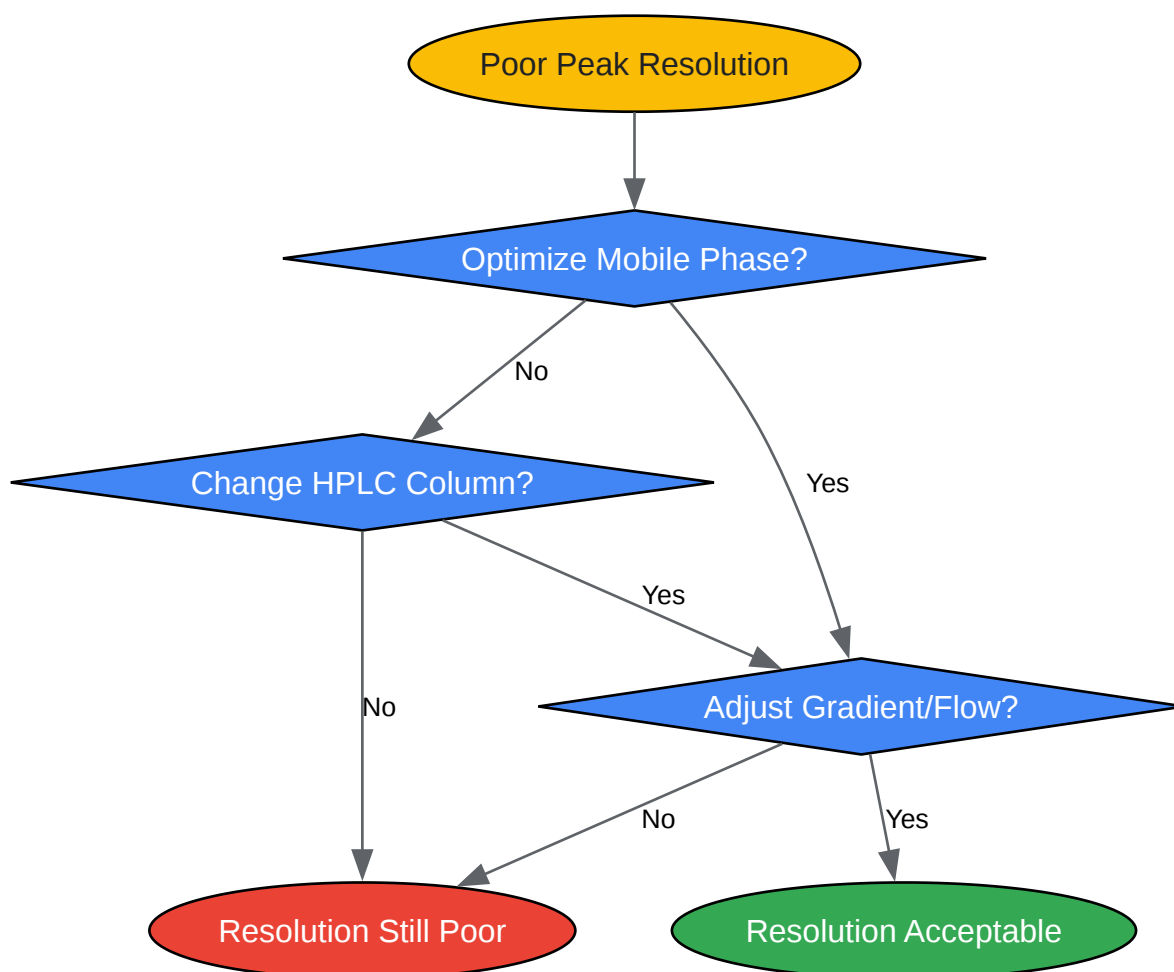 Poor Peak Resolution
Optimize Mobile Phase?
No
Change HPLC Column?
Yes
Yes
No
Adjust Gradient/Flow?
No
Yes
Resolution Still Poor
Resolution Acceptable